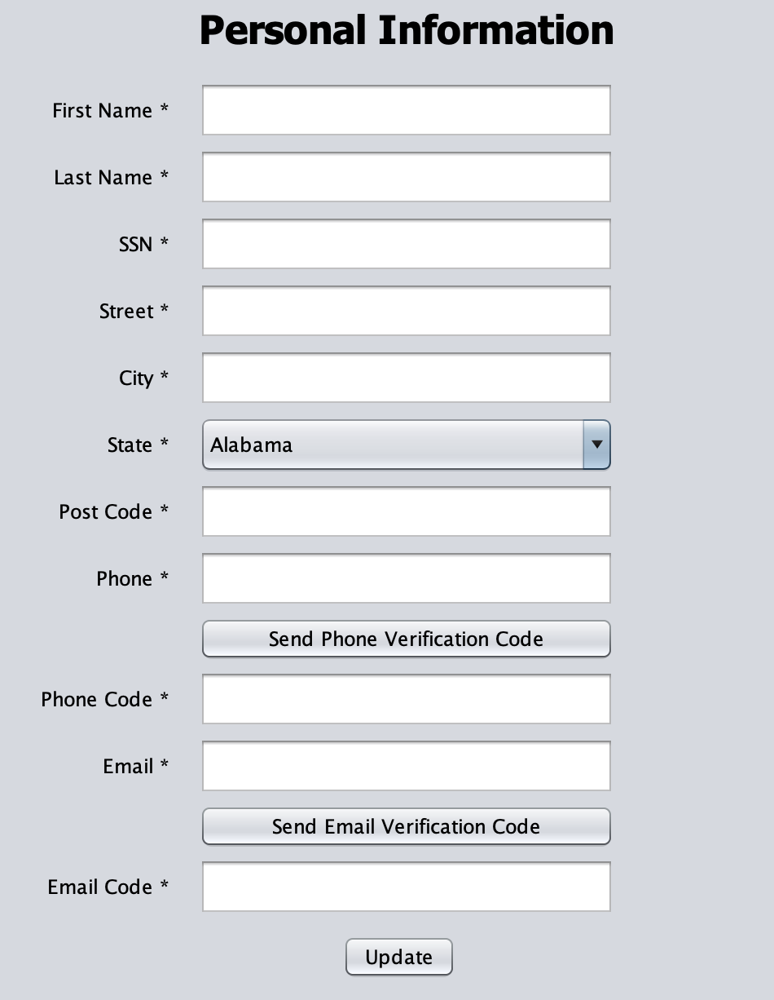 Personal Information
First Name *
Last Name *
SSN *
Street *
City *
State * Alabama
Post Code *
Phone *
Send Phone Verification Code
Phone Code *
Email *
Send Email Verification Code
Email Code *
Update